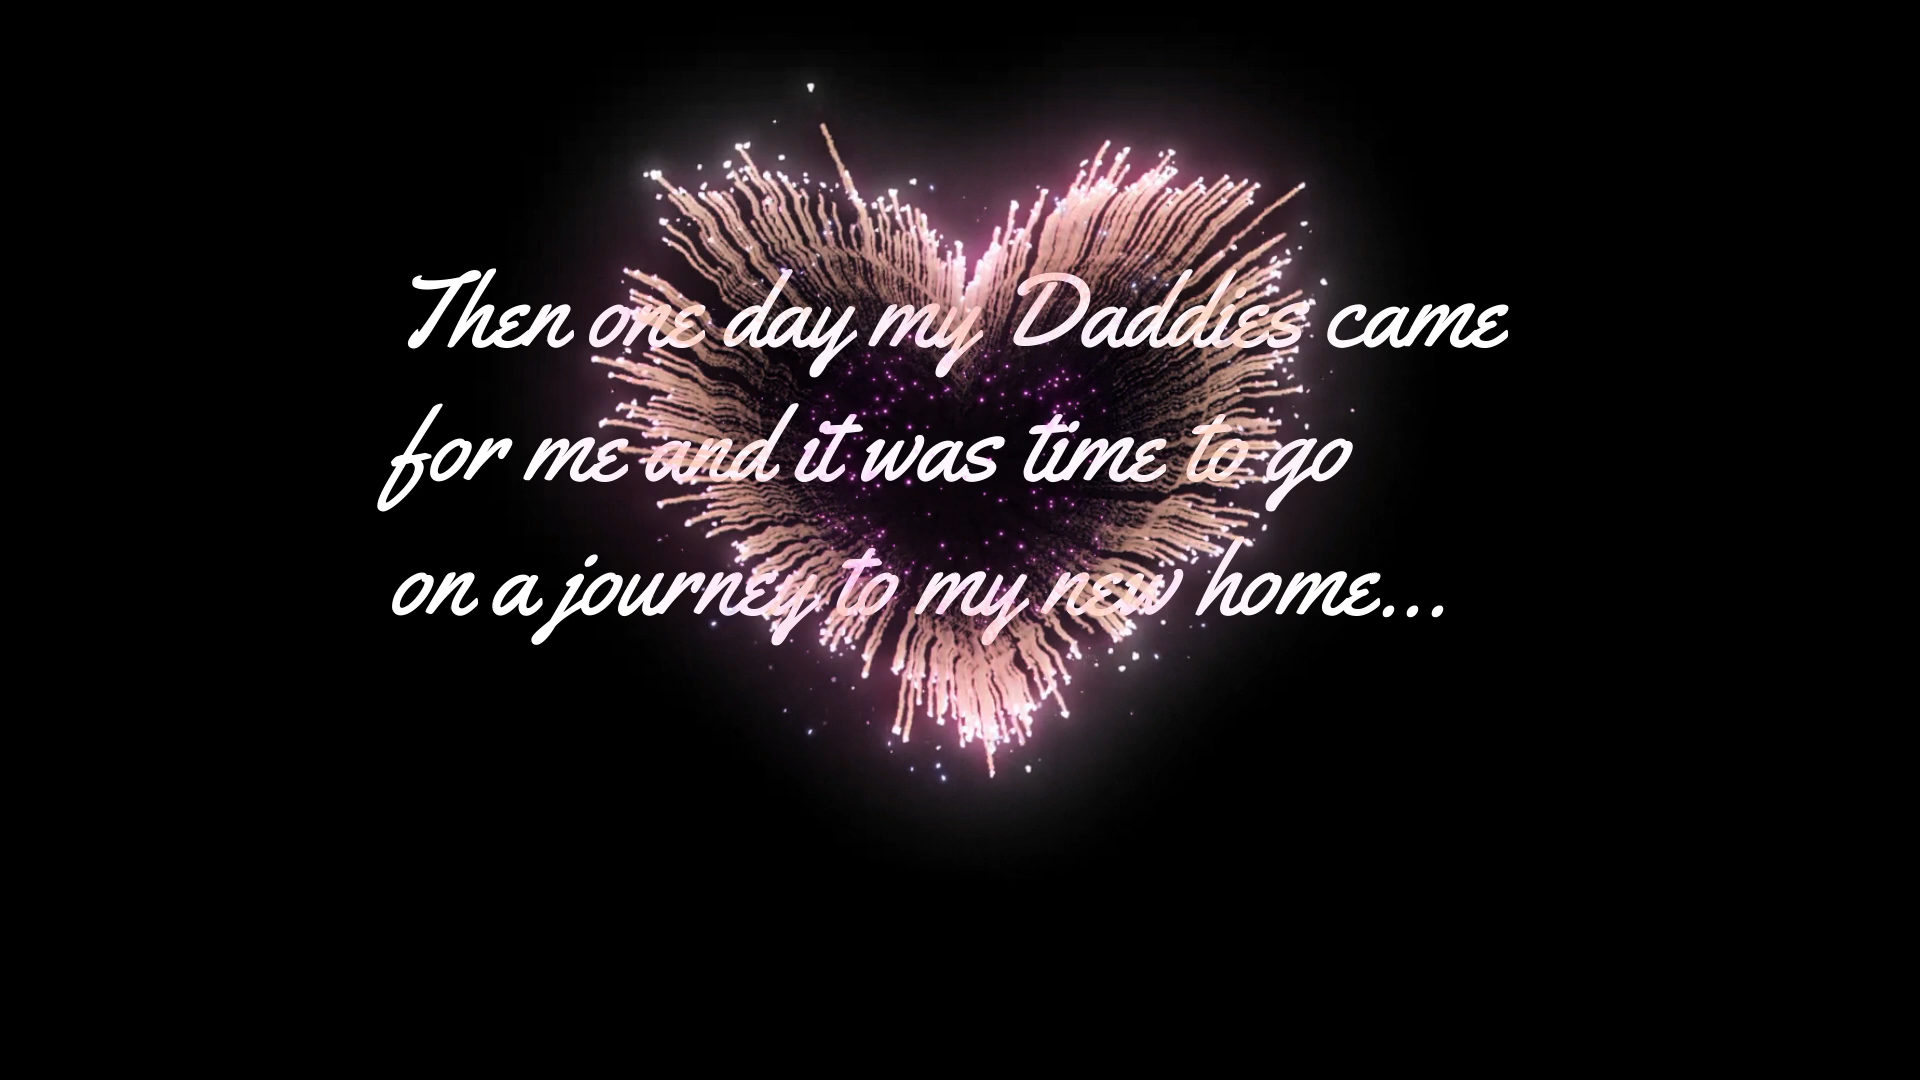 Then one day my Daddies came
for me and it was time to go
on a journey to my new home...